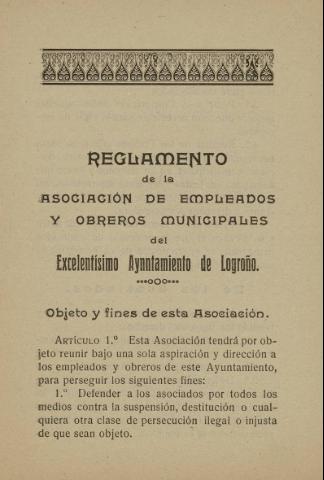 REGLAMENTO
de la
ASOCIACIÓN DE EMPLEADOS
Y OBREROS MUNICIPALES
del
Excelentísimo Ayuntamiento de Logroño.
Objeto y fines de esta Asociación.
ARTÍCULO 1.º Esta Asociación tendrá por ob-
jeto reunir bajo una sola aspiración y dirección a
los empleados y obreros de este Ayuntamiento,
para perseguir los siguientes fines:
1.º Defender a los asociados por todos los
medios contra la suspensión, destitución o cual-
quiera otra clase de persecución ilegal o injusta
de que sean objeto.